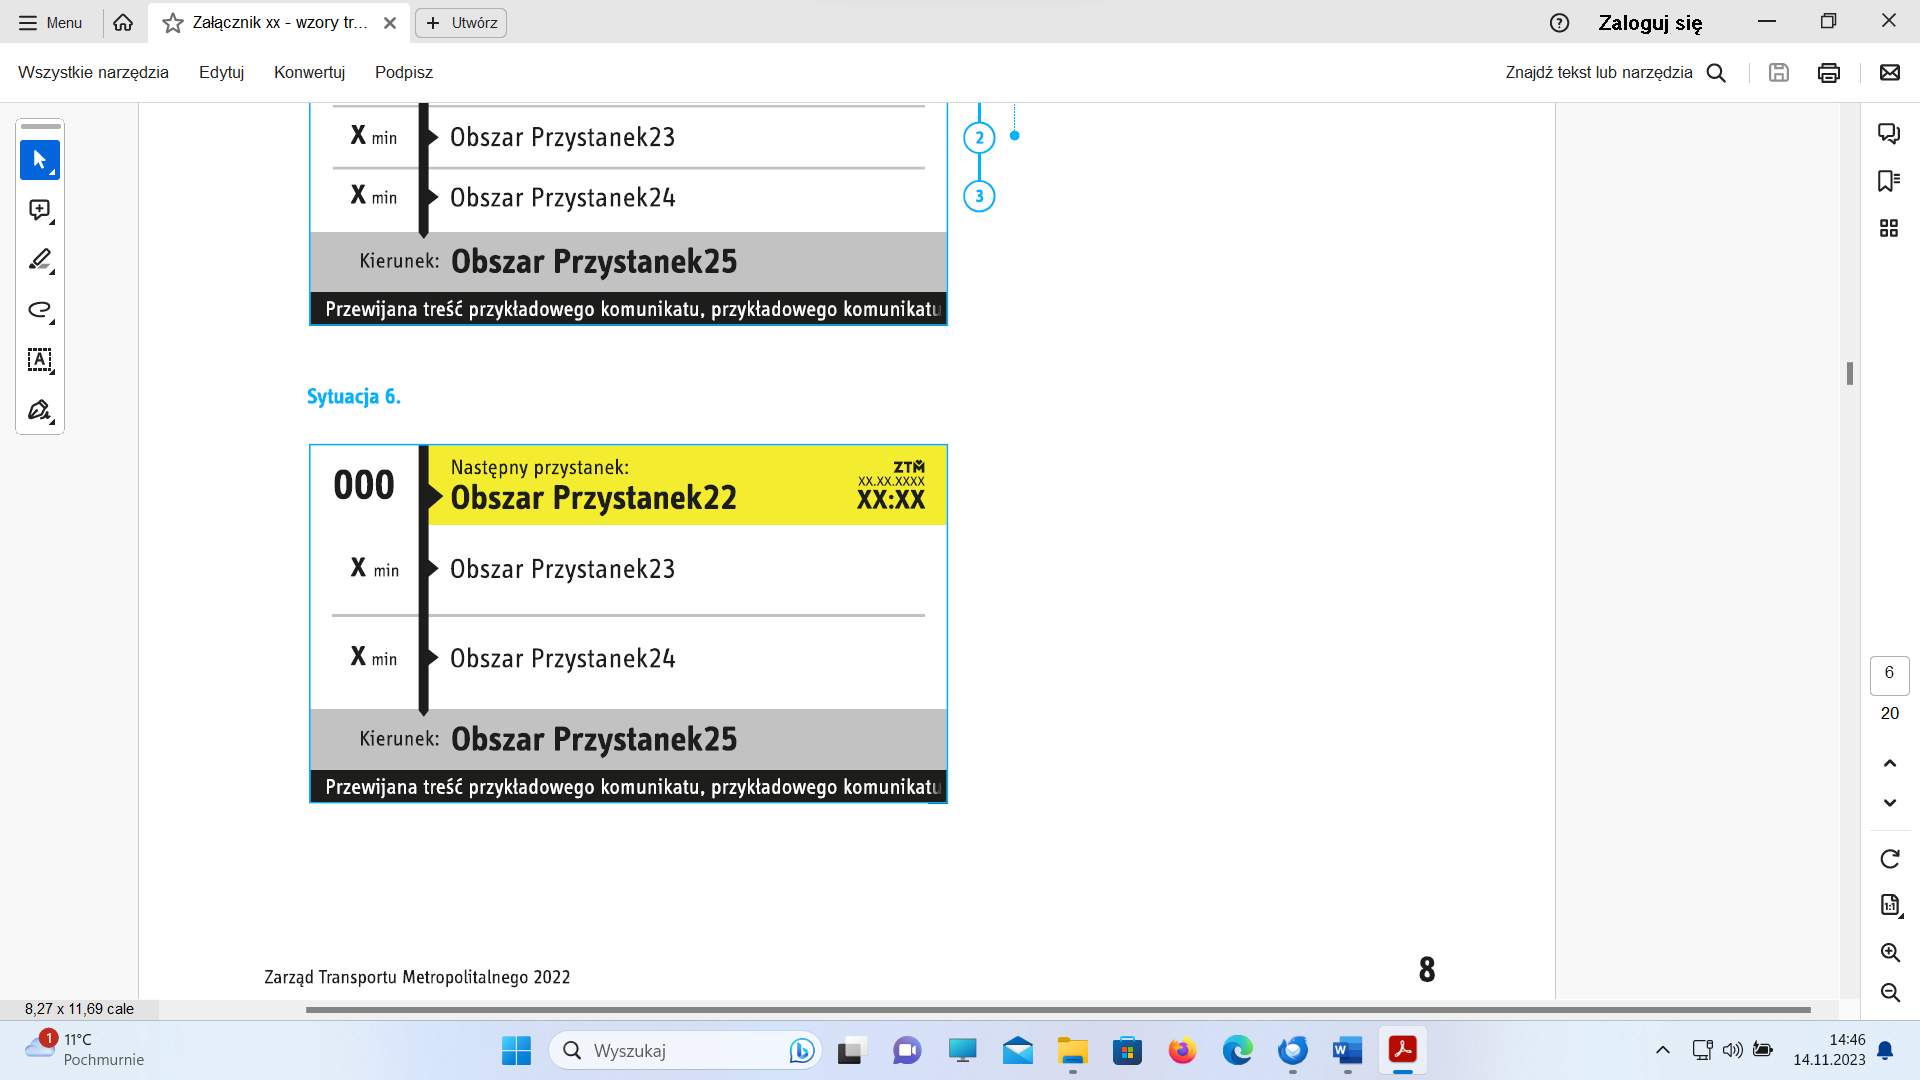 Menu
Załącznik xx - wzory tr...
Utwórz
Zaloguj się
Wszystkie narzędzia
Edytuj
Konwertuj
Podpisz
Znajdź tekst lub narzędzia
X min
Obszar Przystanek23
2
X min
Obszar Przystanek24
3
Kierunek: Obszar Przystanek25
Przewijana treść przykładowego komunikatu, przykładowego komunikatu
Sytuacja 6.
000
Następny przystanek:
Obszar Przystanek22
ZTM
XX.XX.XXXX
XX:XX
X min
Obszar Przystanek23
X min
Obszar Przystanek24
Kierunek: Obszar Przystanek25
Przewijana treść przykładowego komunikatu, przykładowego komunikatu
6
20
Zarząd Transportu Metropolitalnego 2022
8
8,27 x 11,69 cale
1
11°C
Pochmurnie
Wyszukaj
14:46
14.11.2023